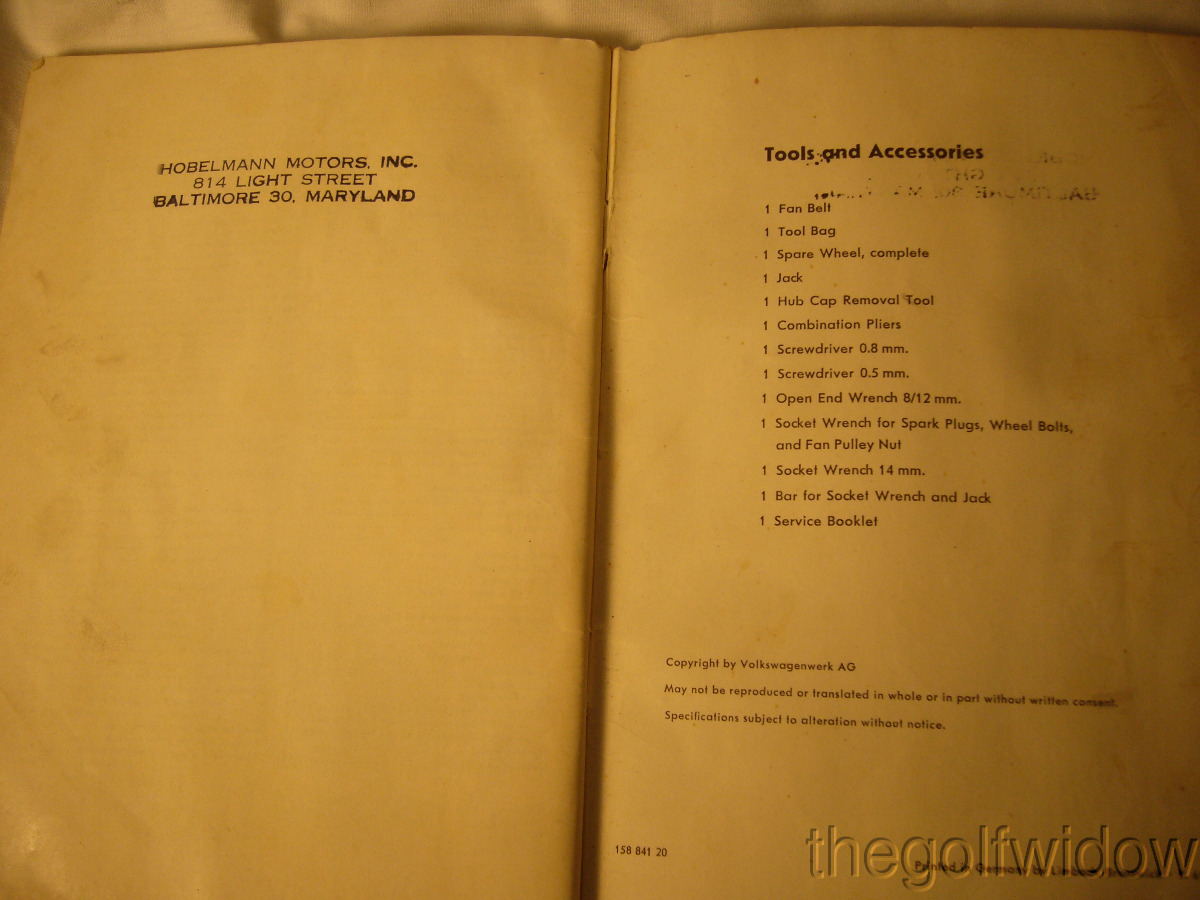 HOBELMANN MOTORS, INC.
814 LIGHT STREET
BALTIMORE 30, MARYLAND
Tools and Accessories
1 Fan Belt
1 Tool Bag
1 Spare Wheel, complete
1 Jack
1 Hub Cap Removal Tool
1 Combination Pliers
1 Screwdriver 0.8 mm.
1 Screwdriver 0.5 mm.
1 Open End Wrench 8/12 mm.
1 Socket Wrench for Spark Plugs, Wheel Bolts,
and Fan Pulley Nut
1 Socket Wrench 14 mm.
1 Bar for Socket Wrench and Jack
1 Service Booklet
Copyright by Volkswagenwerk AG
May not be reproduced or translated in whole or in part without written consent.
Specifications subject to alteration without notice.
158 841 20
Printed in Germany by
thegolfwidow